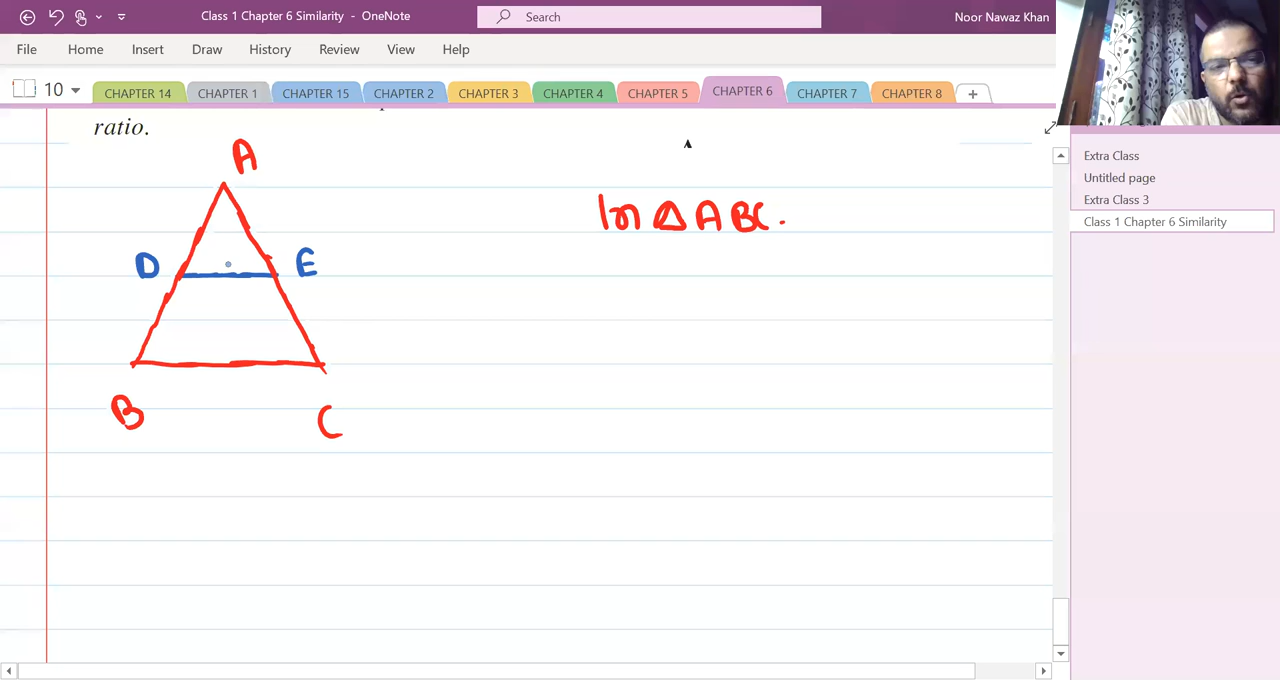 Class 1 Chapter 6 Similarity - OneNote
Search
Noor Nawaz Khan
File Home Insert Draw History Review View Help
10
CHAPTER 14 CHAPTER 1 CHAPTER 15 CHAPTER 2 CHAPTER 3 CHAPTER 4 CHAPTER 5 CHAPTER 6 CHAPTER 7 CHAPTER 8
ratio.
A
In Δ ABC.
D E
B C
Extra Class
Untitled page
Extra Class 3
Class 1 Chapter 6 Similarity